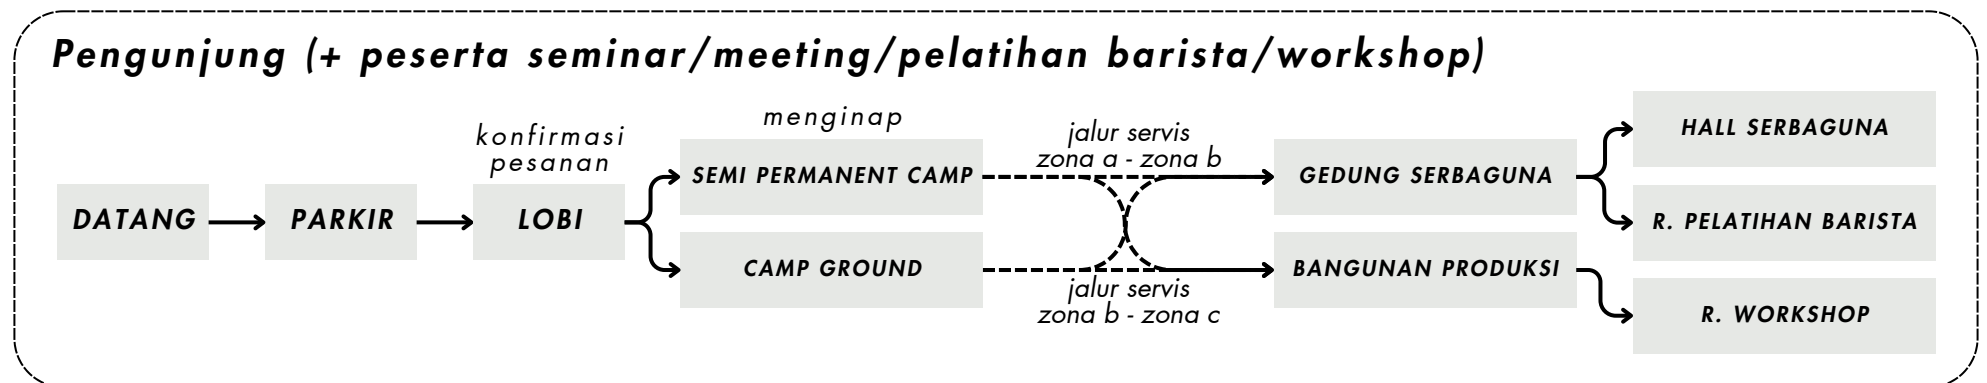 Pengunjung (+ peserta seminar/meeting/pelatihan barista/workshop)
DATANG
PARKIR
konfirmasi
pesanan
LOBI
menginap
SEMI PERMANENT CAMP
CAMP GROUND
jalur servis
zona a - zona b
jalur servis
zona b - zona c
GEDUNG SERBAGUNA
BANGUNAN PRODUKSI
HALL SERBAGUNA
R. PELATIHAN BARISTA
R. WORKSHOP